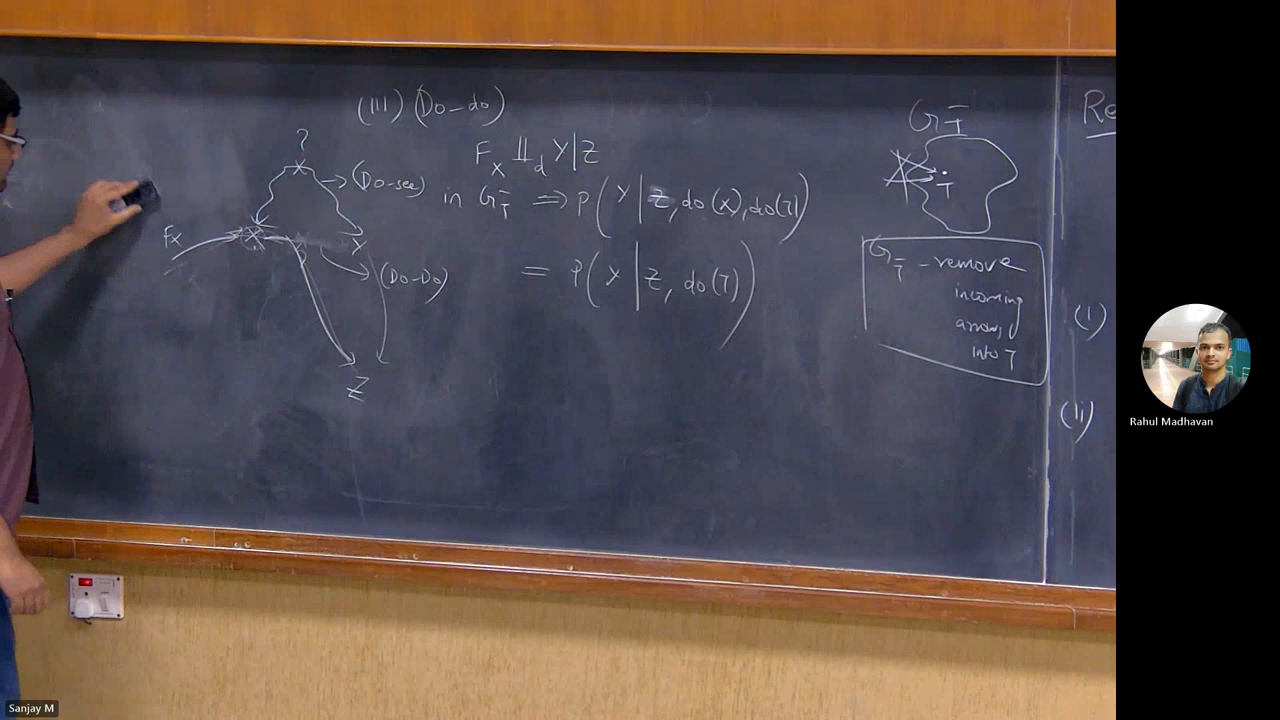 (III) (Do-do)
?
F_X ⫫_d Y|Z
(Do-see)
in G_T̄ ⇒ P(Y | Z, do(X), do(T))
F_X
X
Y
(Do-Do)
= P(Y | Z, do(T))
Z
G_T̄
T
G_T̄ - remove
incoming
arrows
into T
Re
(i)
(ii)
Rahul Madhavan
Sanjay M